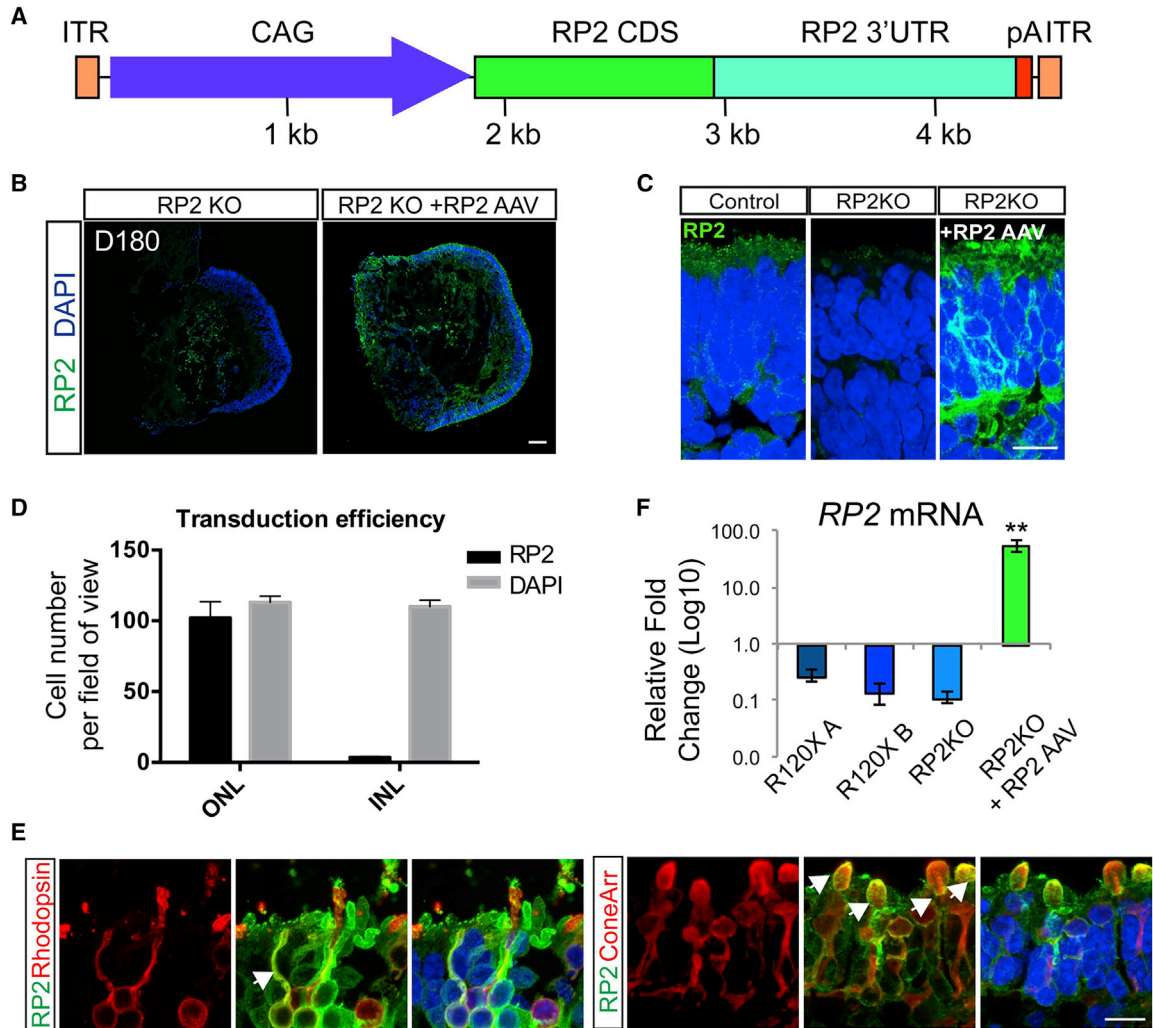 A
ITR CAG RP2 CDS RP2 3'UTR pA ITR
1 kb 2 kb 3 kb 4 kb
B
RP2 KO RP2 KO +RP2 AAV
RP2 DAPI
D180
C
Control RP2KO RP2KO
RP2 +RP2 AAV
D
Transduction efficiency
Cell number
per field of view
150
100
50
0
RP2
DAPI
ONL INL
F
RP2 mRNA
Relative Fold
Change (Log10)
100.0
10.0
1.0
0.1
0.0
**
R120X A
R120X B
RP2KO
RP2KO
+ RP2 AAV
E
RP2 Rhodopsin
RP2 ConeArr